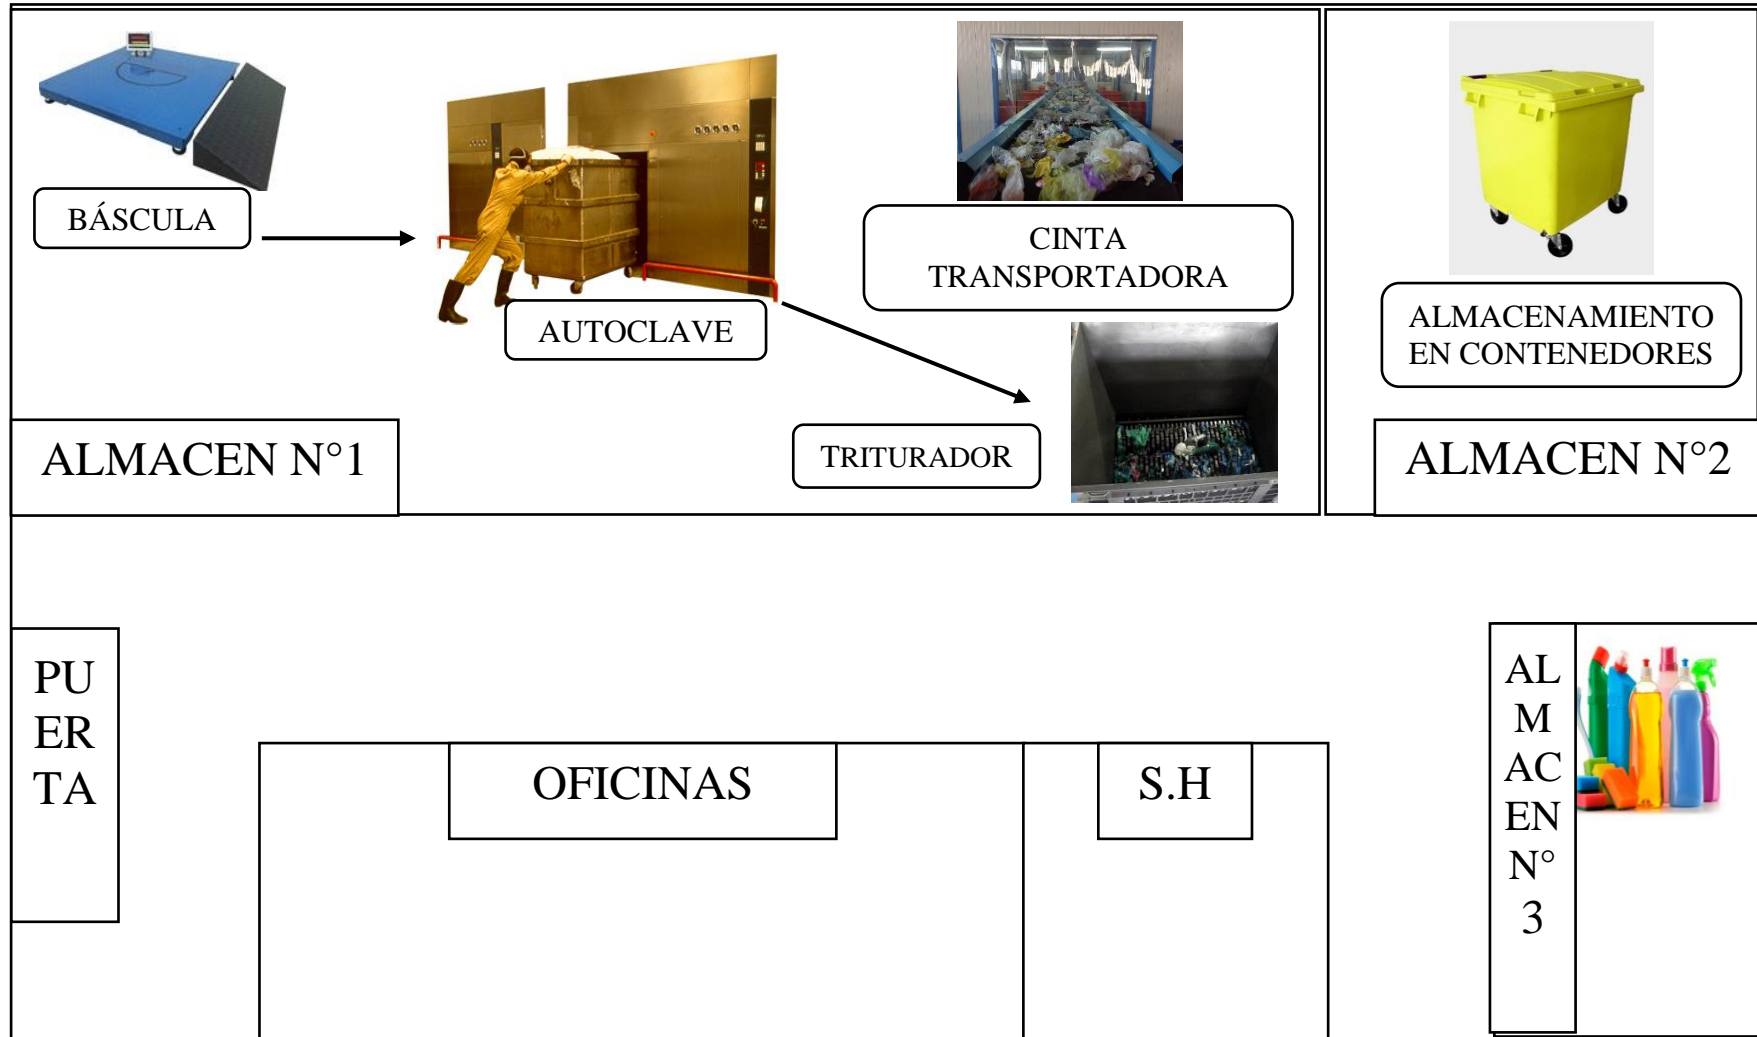 BÁSCULA
AUTOCLAVE
CINTA
TRANSPORTADORA
TRITURADOR
ALMACEN N°1
ALMACENAMIENTO
EN CONTENEDORES
ALMACEN N°2
PU
ER
TA
OFICINAS
S.H
AL
M
AC
EN
N°
3